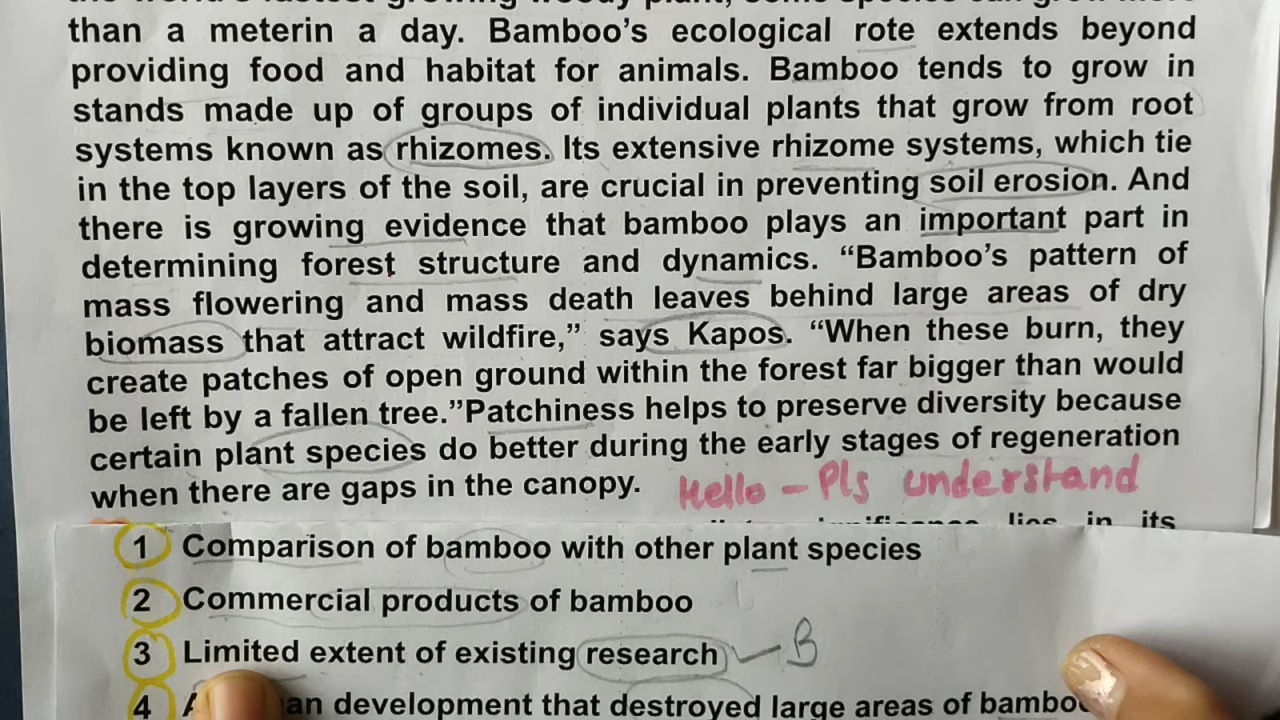 than a meterin a day. Bamboo's ecological rote extends beyond
providing food and habitat for animals. Bamboo tends to grow in
stands made up of groups of individual plants that grow from root
systems known as rhizomes. Its extensive rhizome systems, which tie
in the top layers of the soil, are crucial in preventing soil erosion. And
there is growing evidence that bamboo plays an important part in
determining forest structure and dynamics. “Bamboo's pattern of
mass flowering and mass death leaves behind large areas of dry
biomass that attract wildfire,” says Kapos. “When these burn, they
create patches of open ground within the forest far bigger than would
be left by a fallen tree.”Patchiness helps to preserve diversity because
certain plant species do better during the early stages of regeneration
when there are gaps in the canopy. Hello - Pls understand
lies in its
1 Comparison of bamboo with other plant species
2 Commercial products of bamboo
3 Limited extent of existing research B
4 development that destroyed large areas of